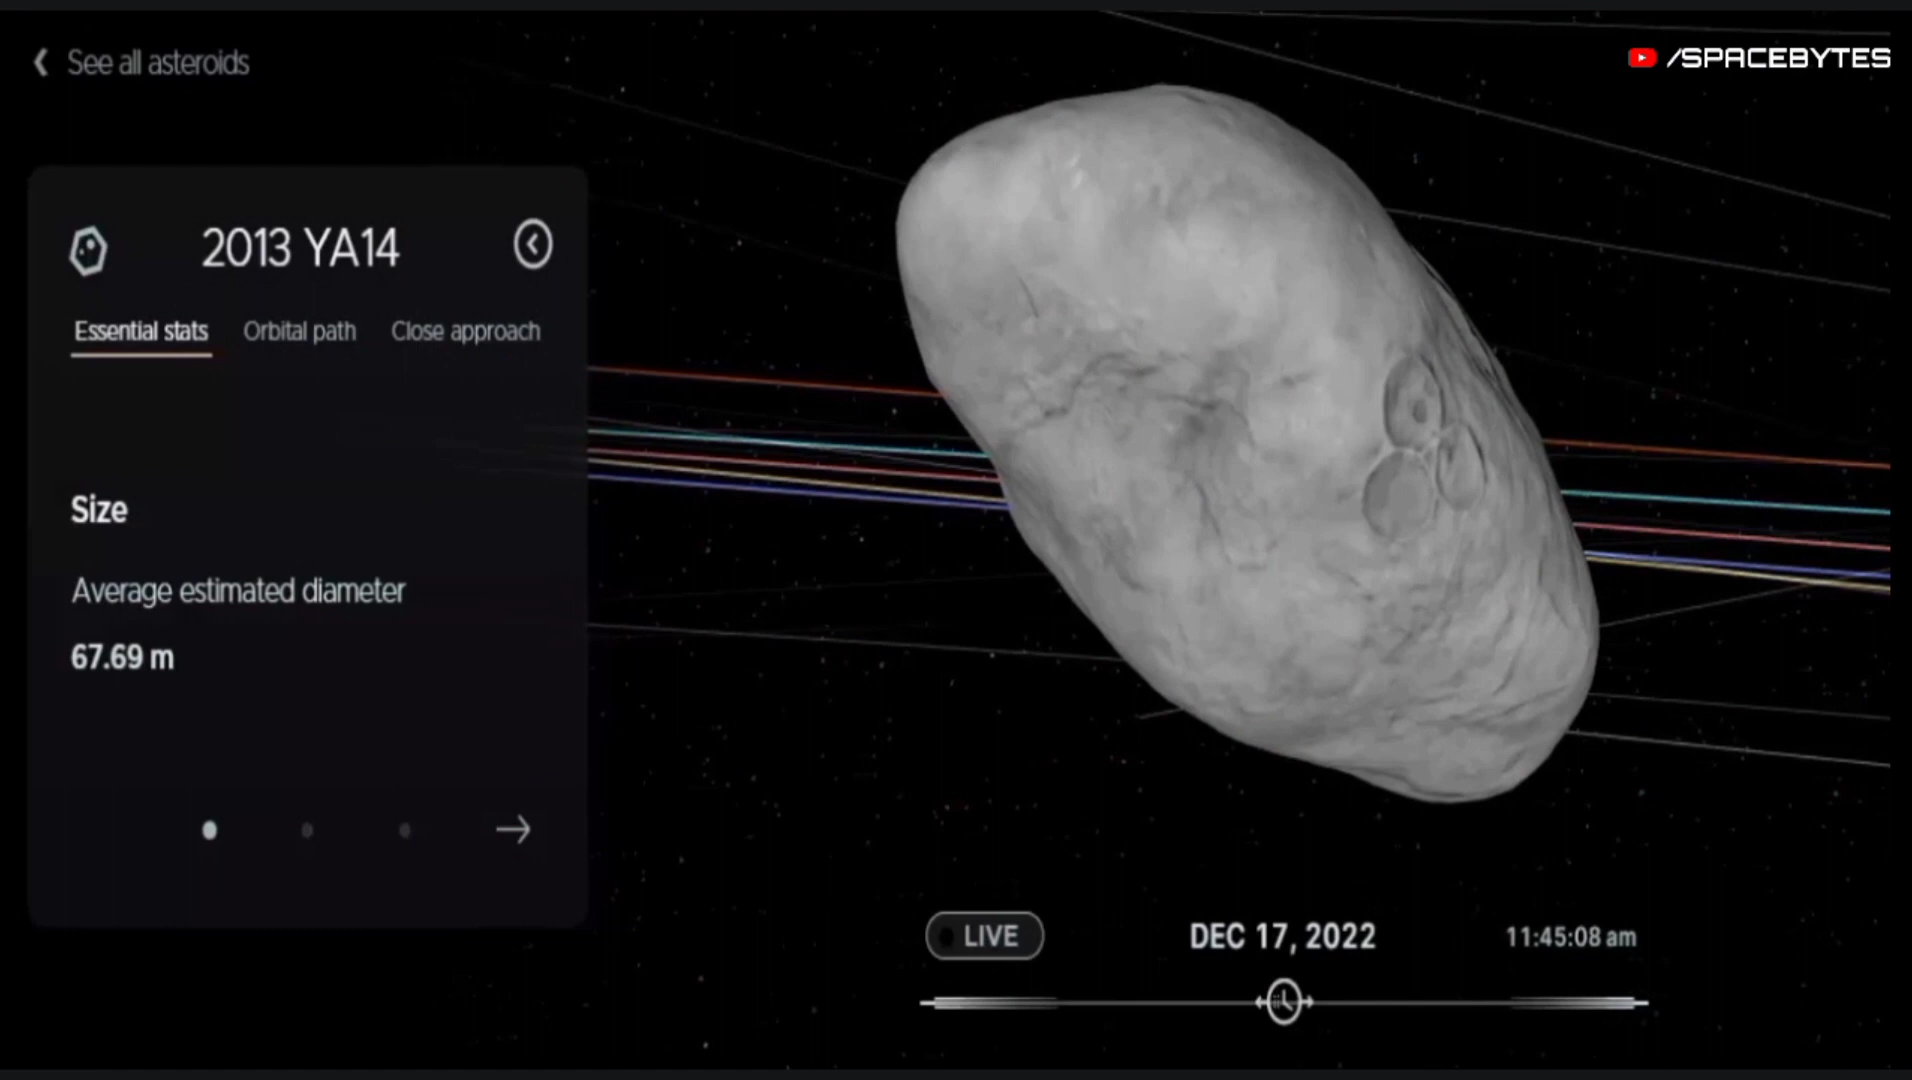 See all asteroids
/SPACEBYTES
2013 YA14
Essential stats Orbital path Close approach
Size
Average estimated diameter
67.69 m
LIVE DEC 17, 2022 11:45:08 am